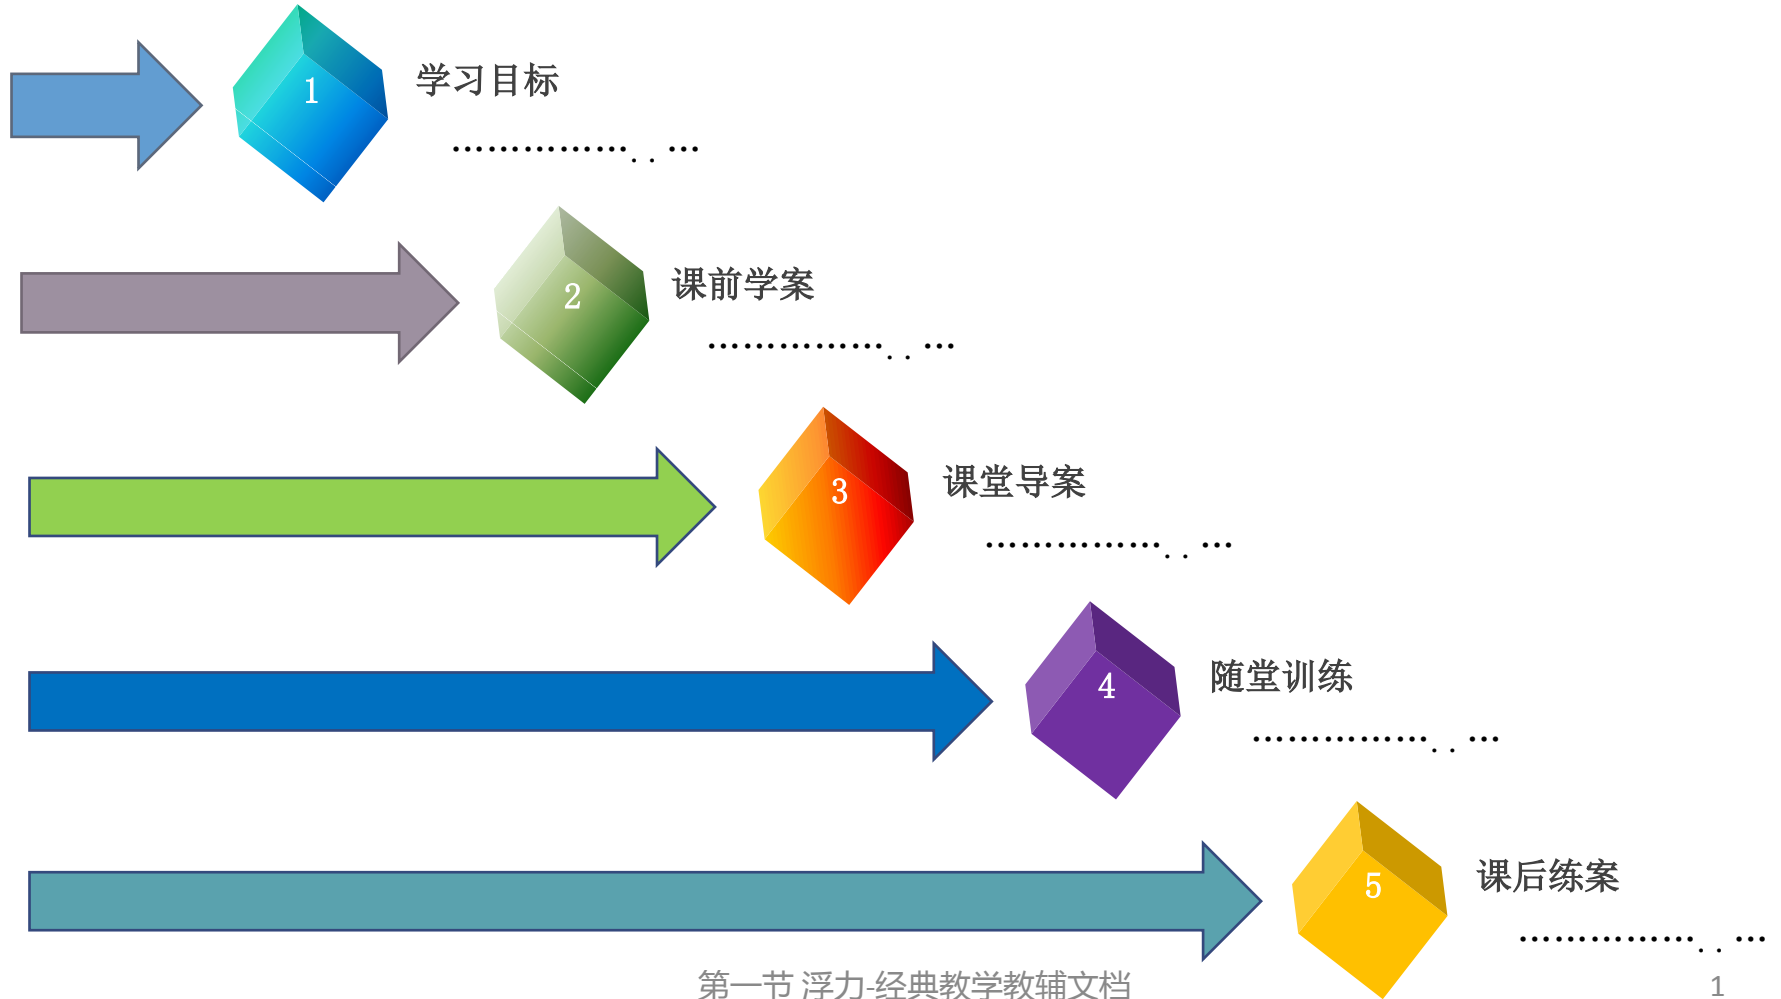 1
学习目标
……………..…
2
课前学案
……………..…
3
课堂导案
……………..…
4
随堂训练
……………..…
5
课后练案
……………..…
第一节 浮力-经典教学教辅文档
1